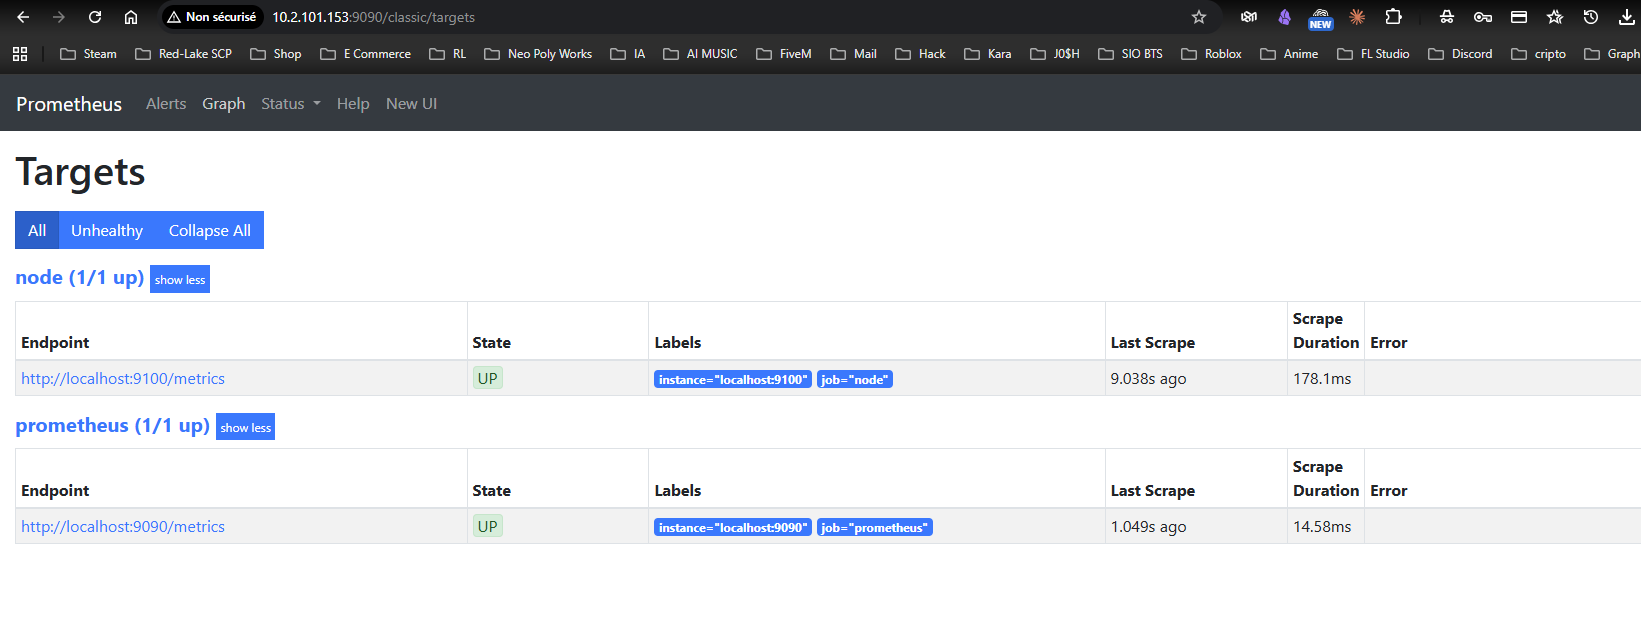 Non sécurisé 10.2.101.153:9090/classic/targets
NEW
Steam Red-Lake SCP Shop E Commerce RL Neo Poly Works IA AI MUSIC FiveM Mail Hack Kara J0$H SIO BTS Roblox Anime FL Studio Discord cripto Graph
Prometheus Alerts Graph Status Help New UI
Targets
All Unhealthy Collapse All
node (1/1 up) show less
Endpoint State Labels Last Scrape Scrape Duration Error
http://localhost:9100/metrics UP instance="localhost:9100" job="node" 9.038s ago 178.1ms
prometheus (1/1 up) show less
Endpoint State Labels Last Scrape Scrape Duration Error
http://localhost:9090/metrics UP instance="localhost:9090" job="prometheus" 1.049s ago 14.58ms